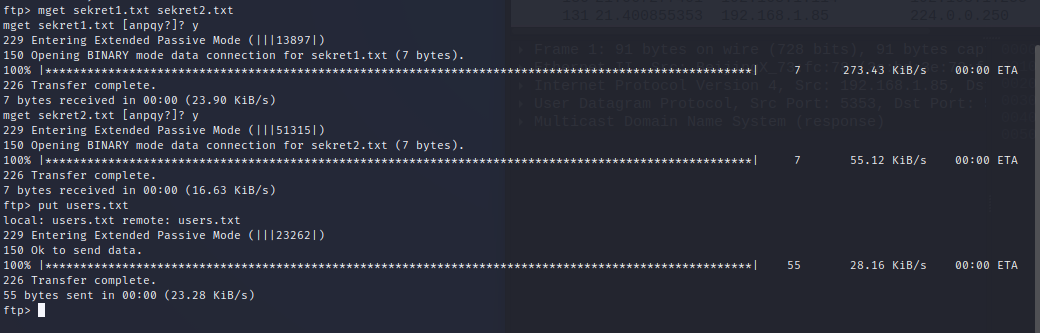 ftp> mget sekret1.txt sekret2.txt
mget sekret1.txt [anpqy?]? y
229 Entering Extended Passive Mode (|||13897|)
150 Opening BINARY mode data connection for sekret1.txt (7 bytes).
100% |***********************************************************************************************************| 7 273.43 KiB/s 00:00 ETA
226 Transfer complete.
7 bytes received in 00:00 (23.90 KiB/s)
mget sekret2.txt [anpqy?]? y
229 Entering Extended Passive Mode (|||51315|)
150 Opening BINARY mode data connection for sekret2.txt (7 bytes).
100% |***********************************************************************************************************| 7 55.12 KiB/s 00:00 ETA
226 Transfer complete.
7 bytes received in 00:00 (16.63 KiB/s)
ftp> put users.txt
local: users.txt remote: users.txt
229 Entering Extended Passive Mode (|||23262|)
150 Ok to send data.
100% |***********************************************************************************************************| 55 28.16 KiB/s 00:00 ETA
226 Transfer complete.
55 bytes sent in 00:00 (23.28 KiB/s)
ftp>
131 21.400855353 192.168.1.85 224.0.0.250
Frame 1: 91 bytes on wire (728 bits), 91 bytes cap
Internet Protocol Version 4, Src: 192.168.1.85, Ds
User Datagram Protocol, Src Port: 5353, Dst Port:
Multicast Domain Name System (response)